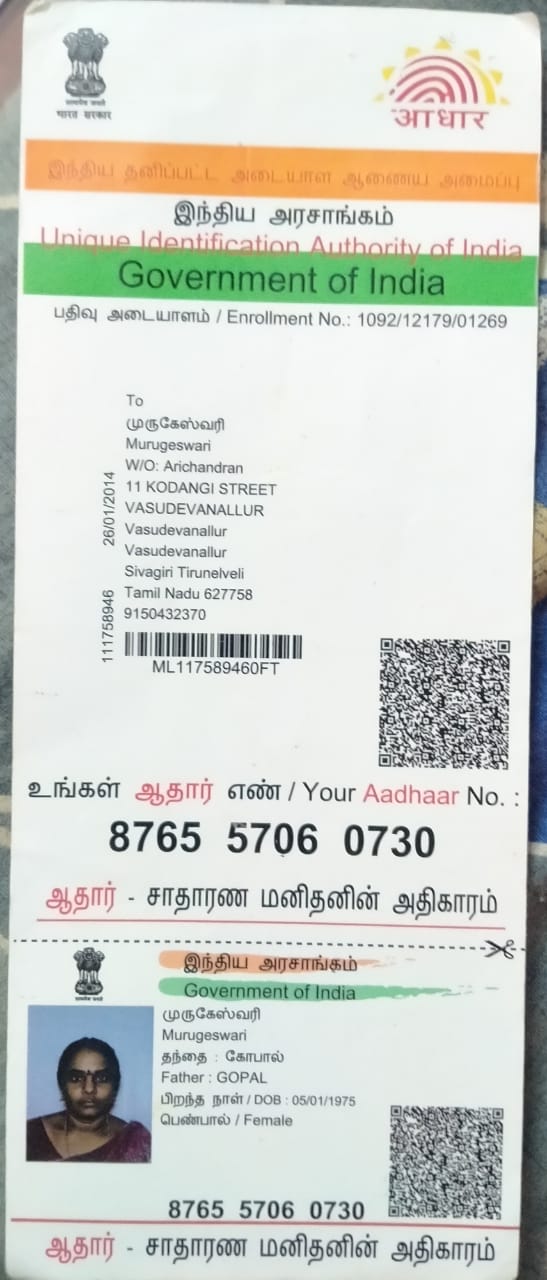 भारत सरकार
आधार
இந்திய தனிப்பட்ட அடையாள ஆணைய அமைப்பு
இந்திய அரசாங்கம்
Unique Identification Authority of India
Government of India
பதிவு அடையாளம் / Enrollment No.: 1092/12179/01269
To
முருகேஸ்வரி
Murugeswari
W/O: Arichandran
11 KODANGI STREET
VASUDEVANALLUR
Vasudevanallur
Vasudevanallur
Sivagiri Tirunelveli
Tamil Nadu 627758
9150432370
26/01/2014
111758946
ML117589460FT
உங்கள் ஆதார் எண் / Your Aadhaar No. :
8765 5706 0730
ஆதார் - சாதாரண மனிதனின் அதிகாரம்
இந்திய அரசாங்கம்
Government of India
முருகேஸ்வரி
Murugeswari
தந்தை : கோபால்
Father : GOPAL
பிறந்த நாள் / DOB : 05/01/1975
பெண்பால் / Female
8765 5706 0730
ஆதார் - சாதாரண மனிதனின் அதிகாரம்